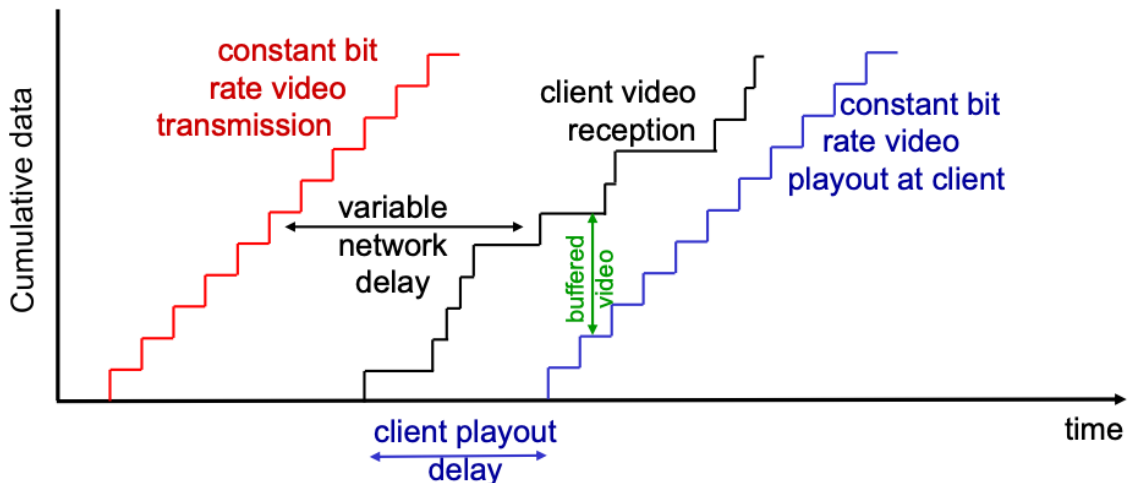 constant bit
rate video
transmission
client video
reception
constant bit
rate video
playout at client
Cumulative data
variable
network
delay
buffered
video
time
client playout
delay